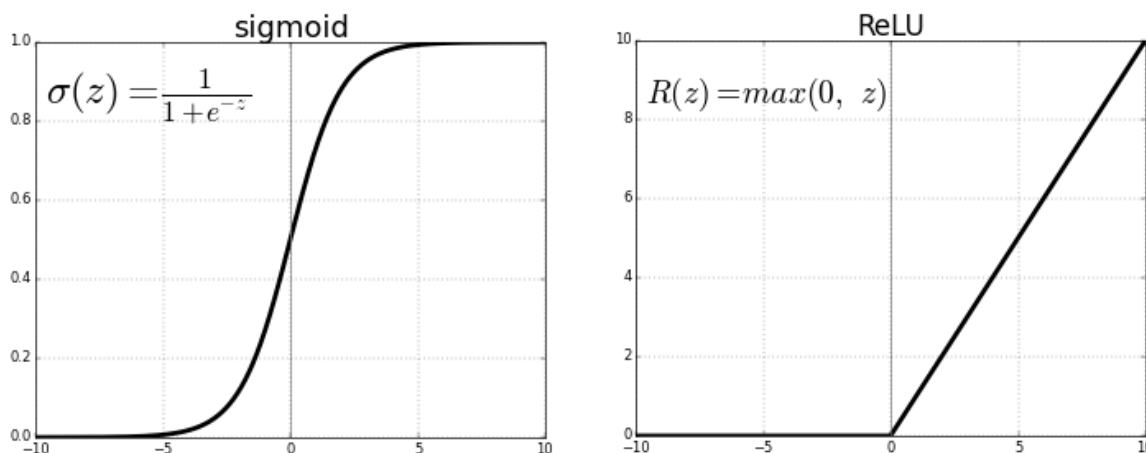 sigmoid
σ(z) = 1/(1+e^{-z})
1.0
0.8
0.6
0.4
0.2
0.0
−10 −5 0 5 10
ReLU
R(z) = max(0, z)
10
8
6
4
2
0
−10 −5 0 5 10